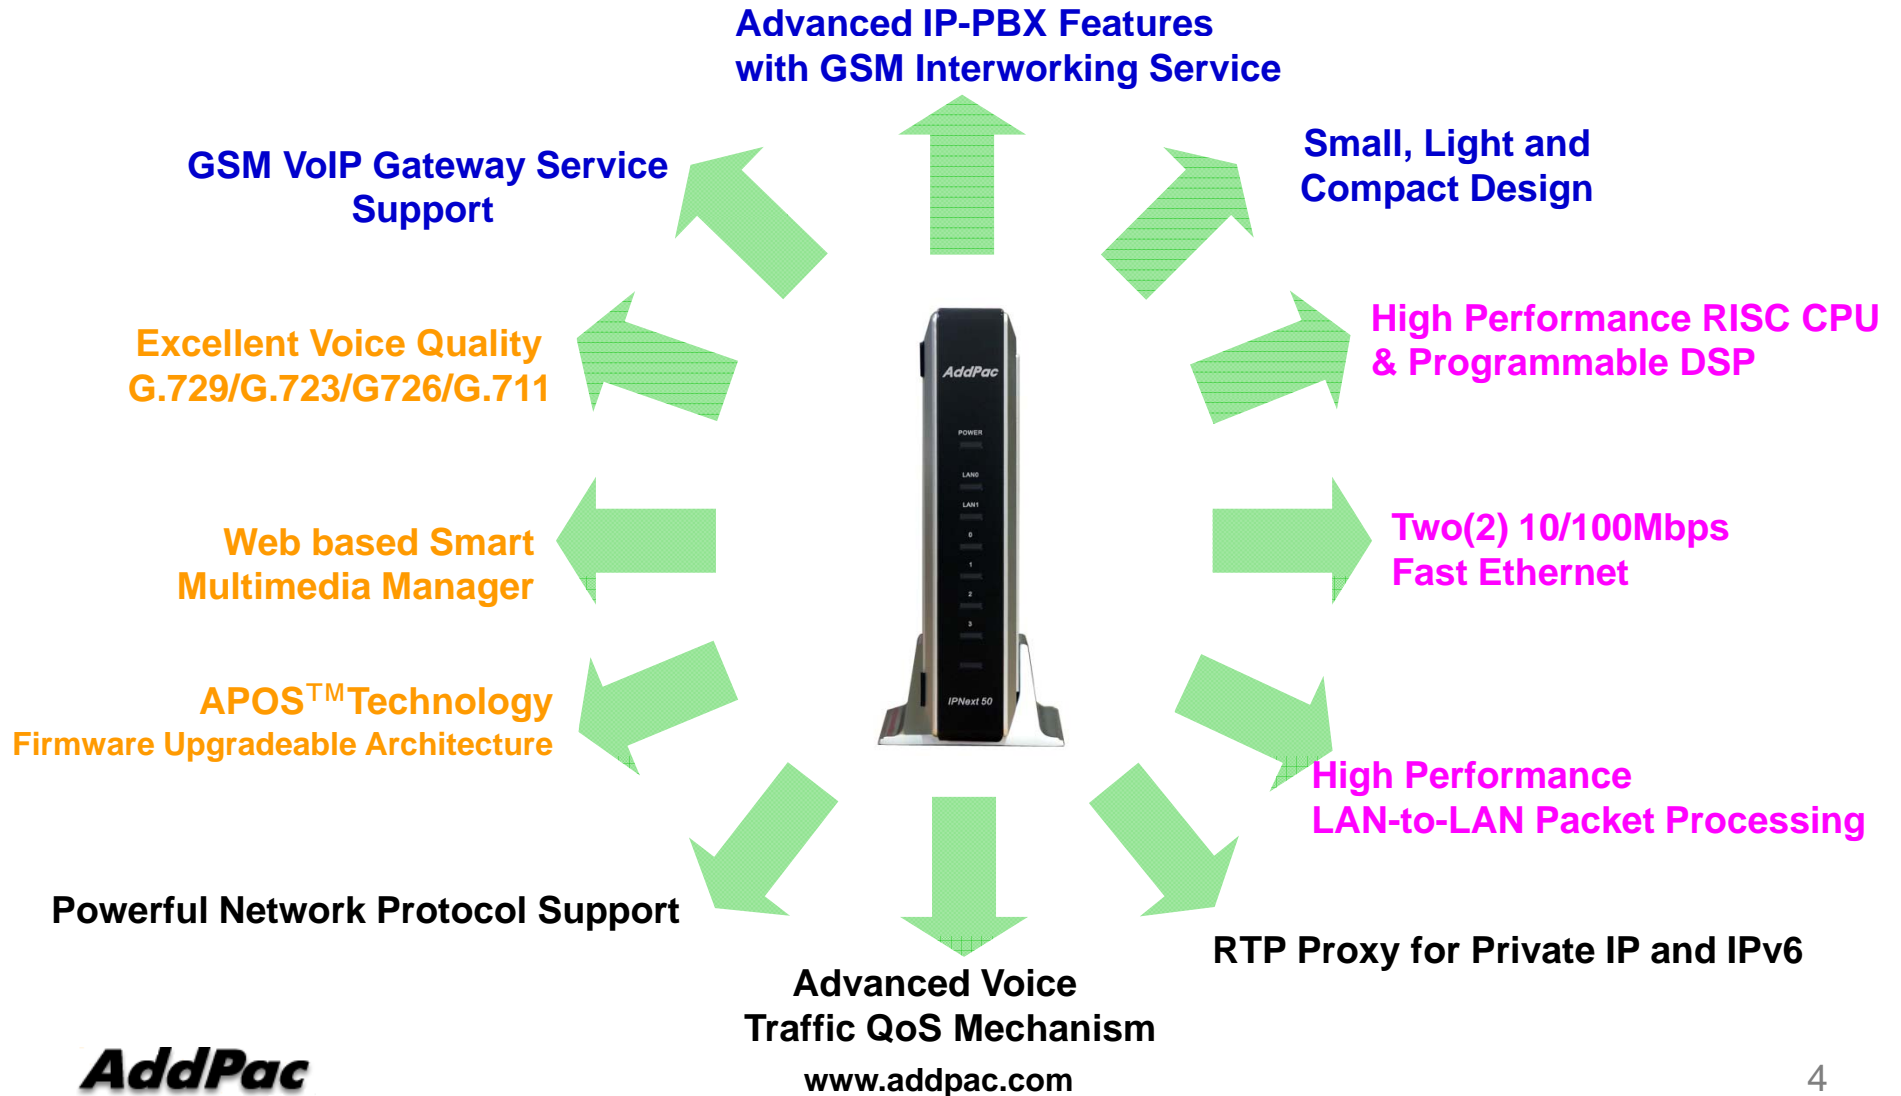 Advanced IP-PBX Features
with GSM Interworking Service
GSM VoIP Gateway Service
Support
Small, Light and
Compact Design
Excellent Voice Quality
G.729/G.723/G726/G.711
High Performance RISC CPU
& Programmable DSP
AddPac
POWER
LAN0
LAN1
0
1
2
3
IPNext 50
Web based Smart
Multimedia Manager
Two(2) 10/100Mbps
Fast Ethernet
APOS™Technology
Firmware Upgradeable Architecture
High Performance
LAN-to-LAN Packet Processing
Powerful Network Protocol Support
RTP Proxy for Private IP and IPv6
Advanced Voice
Traffic QoS Mechanism
AddPac
www.addpac.com
4